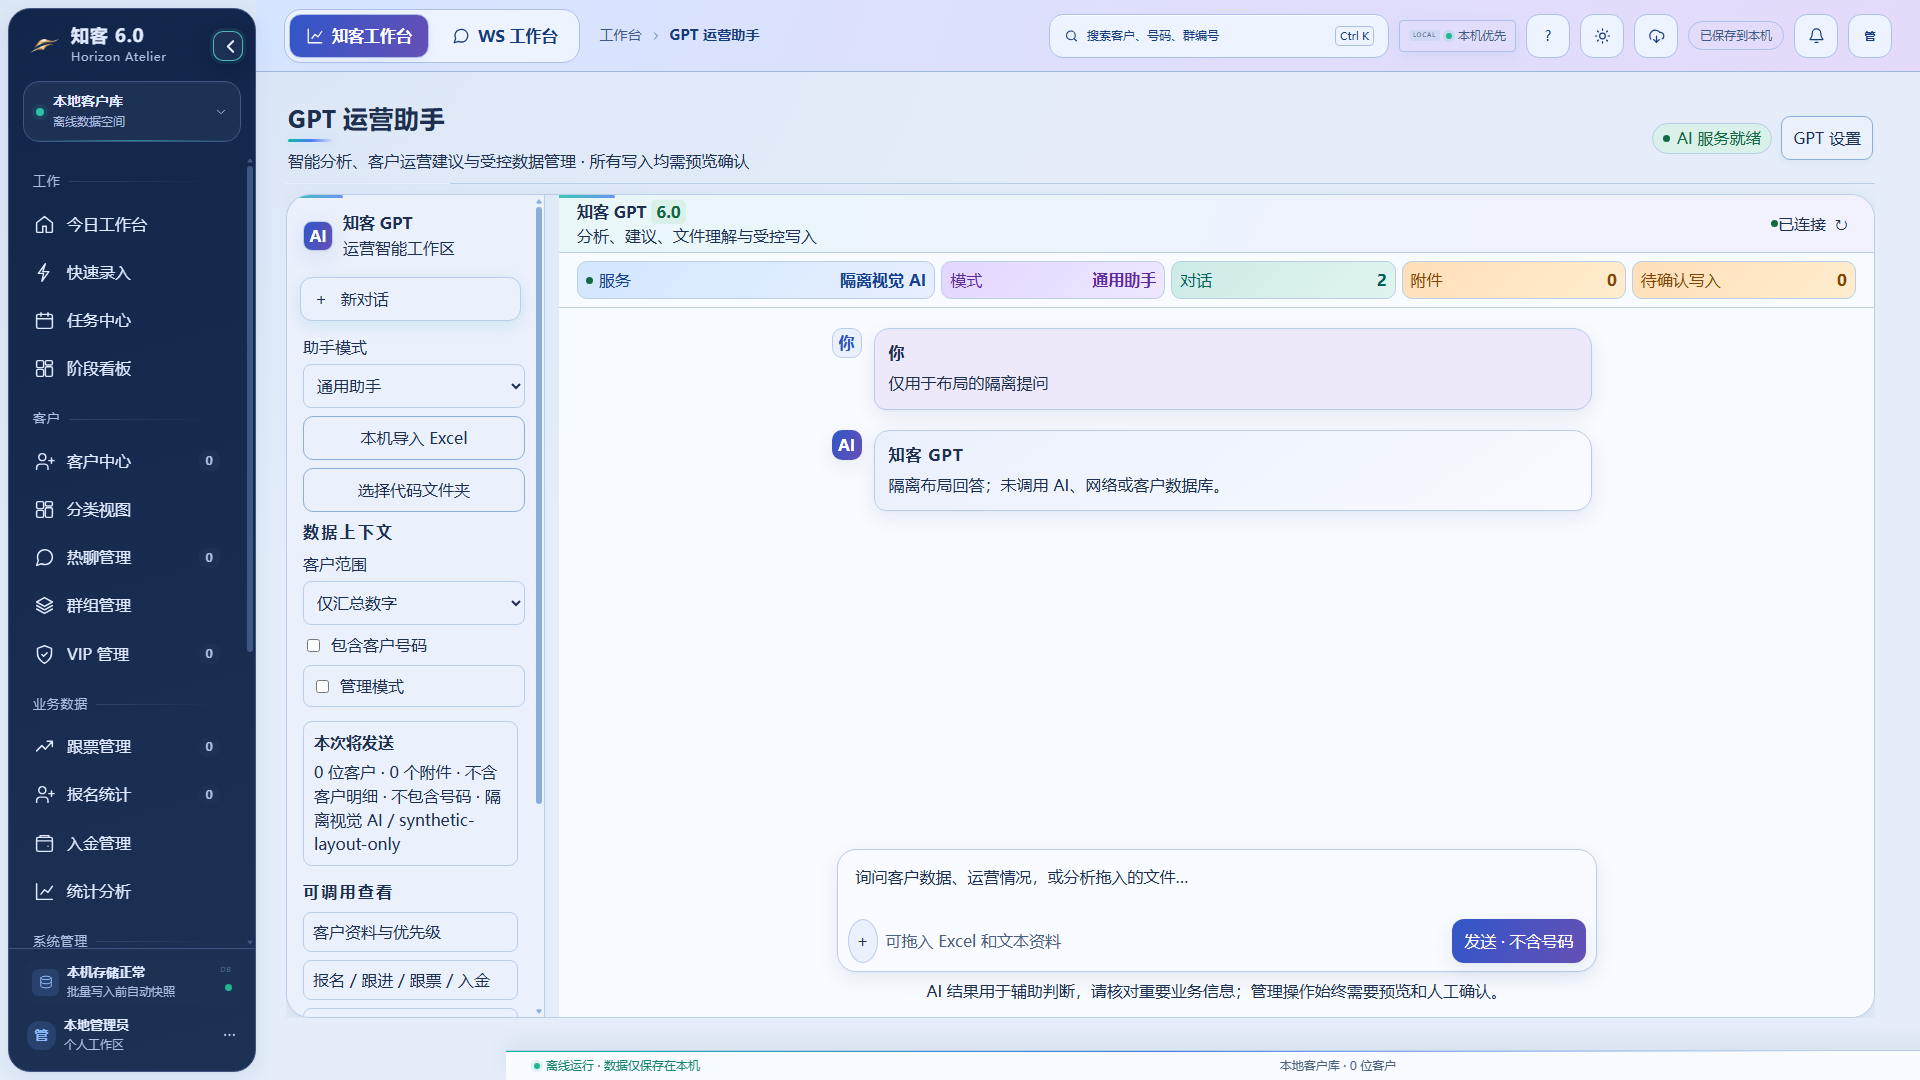 知客 6.0
Horizon Atelier
本地客户库
离线数据空间
工作
今日工作台
快速录入
任务中心
阶段看板
客户
客户中心 0
分类视图
热聊管理 0
群组管理
VIP 管理 0
业务数据
跟票管理 0
报名统计 0
入金管理
统计分析
系统管理
本机存储正常
DB
批量写入前自动快照
管
本地管理员
个人工作区
...
知客工作台
WS 工作台
工作台 › GPT 运营助手
搜索客户、号码、群编号 Ctrl K
LOCAL 本机优先
?
已保存到本机
管
GPT 运营助手
智能分析、客户运营建议与受控数据管理 · 所有写入均需预览确认
AI 服务就绪
GPT 设置
AI
知客 GPT
运营智能工作区
+ 新对话
助手模式
通用助手
本机导入 Excel
选择代码文件夹
数据上下文
客户范围
仅汇总数字
包含客户号码
管理模式
本次将发送
0 位客户 · 0 个附件 · 不含
客户明细 · 不包含号码 · 隔
离视觉 AI / synthetic-
layout-only
可调用查看
客户资料与优先级
报名 / 跟进 / 跟票 / 入金
知客 GPT 6.0
分析、建议、文件理解与受控写入
已连接 ↻
服务 隔离视觉 AI
模式 通用助手
对话 2
附件 0
待确认写入 0
你
你
仅用于布局的隔离提问
AI
知客 GPT
隔离布局回答；未调用 AI、网络或客户数据库。
询问客户数据、运营情况，或分析拖入的文件...
+ 可拖入 Excel 和文本资料
发送 · 不含号码
AI 结果用于辅助判断，请核对重要业务信息；管理操作始终需要预览和人工确认。
离线运行 · 数据仅保存在本机
本地客户库 · 0 位客户